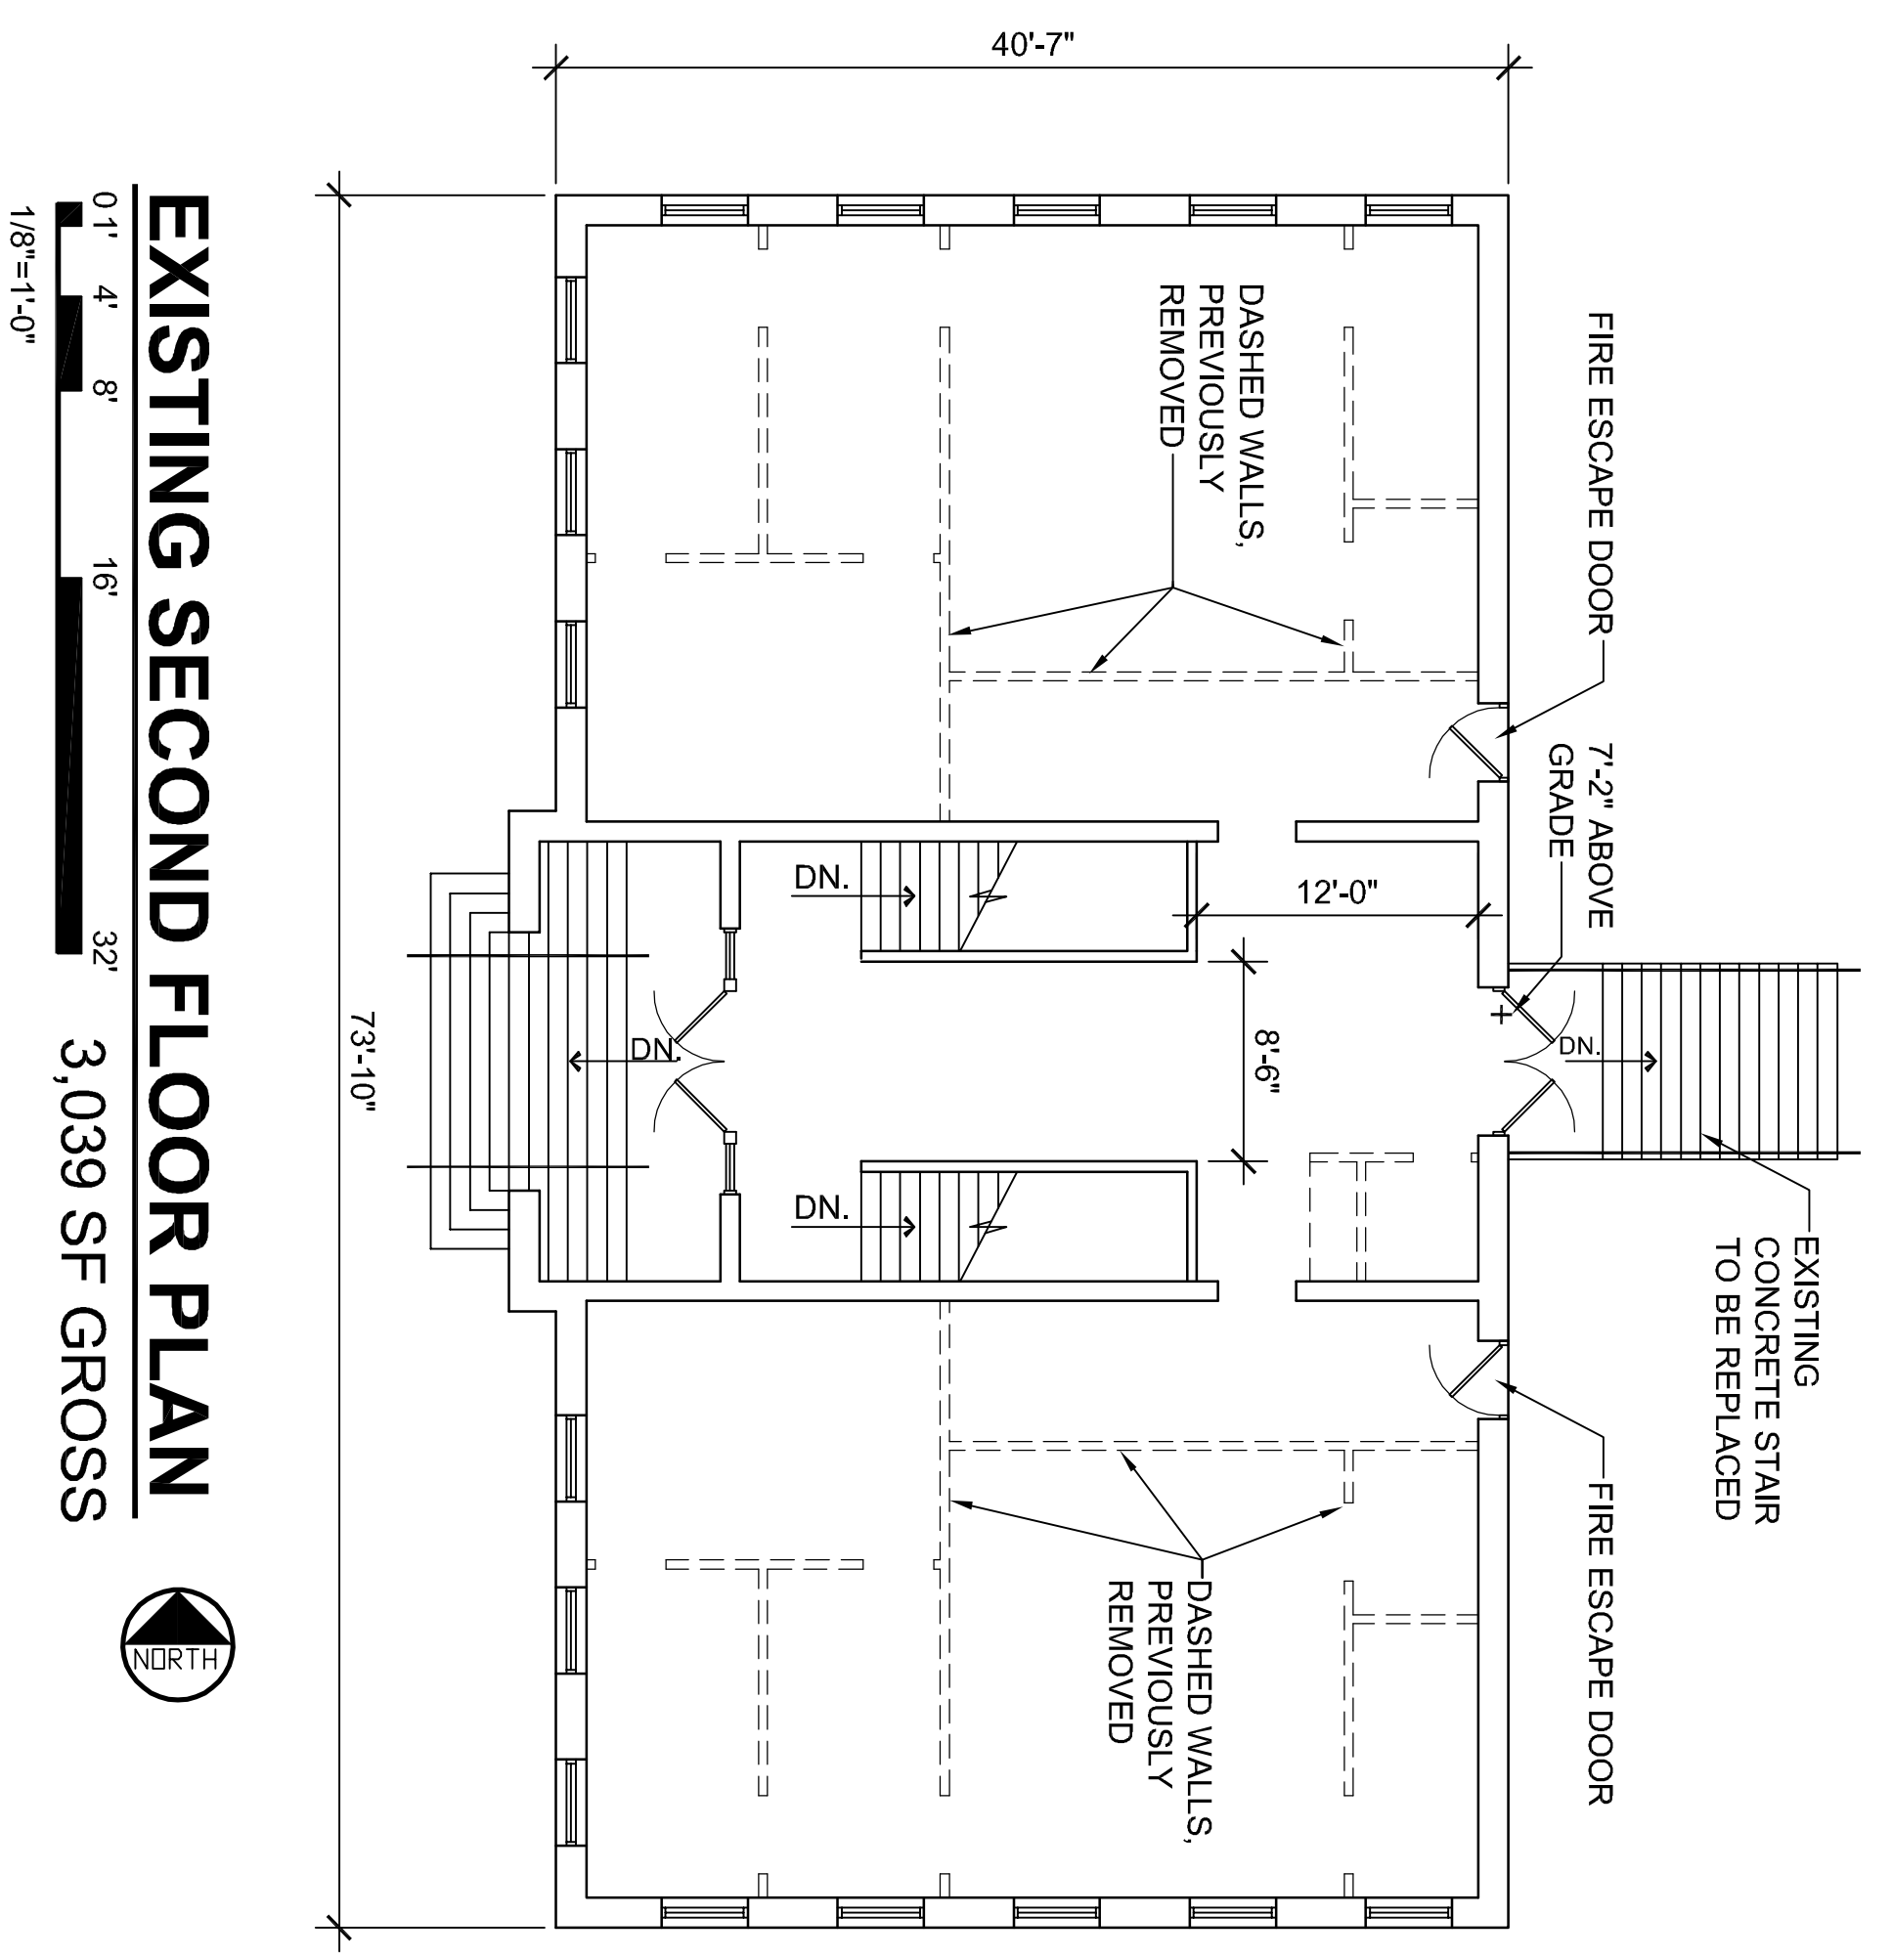 40'-7"
FIRE ESCAPE DOOR
7'-2" ABOVE
GRADE
DASHED WALLS,
PREVIOUSLY
REMOVED
12'-0"
8'-6"
DN.
DN.
DN.
DN.
EXISTING
CONCRETE STAIR
TO BE REPLACED
FIRE ESCAPE DOOR
DASHED WALLS,
PREVIOUSLY
REMOVED
73'-10"
EXISTING SECOND FLOOR PLAN
0 1' 4' 8' 16' 32'
1/8"=1'-0"
3,039 SF GROSS
NORTH